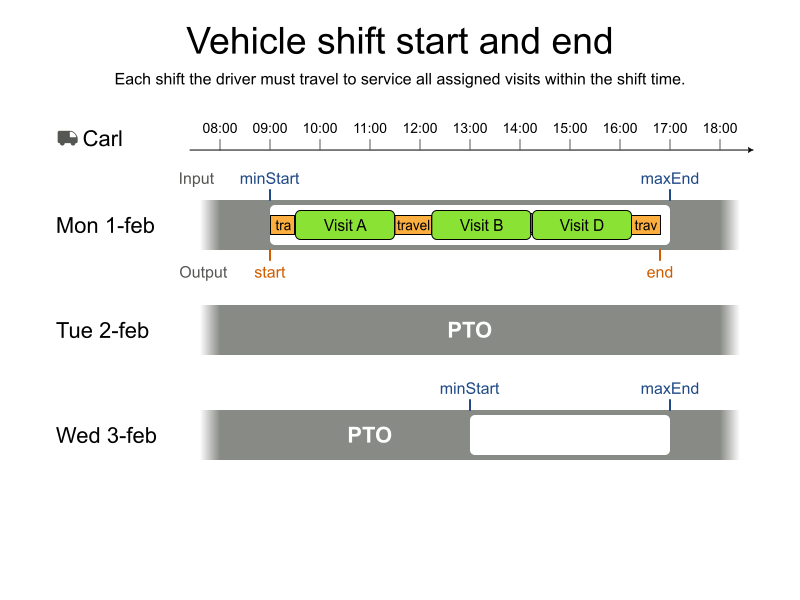 Vehicle shift start and end
Each shift the driver must travel to service all assigned visits within the shift time.
Carl
08:00 09:00 10:00 11:00 12:00 13:00 14:00 15:00 16:00 17:00 18:00
Input minStart maxEnd
Mon 1-feb tra Visit A travel Visit B Visit D trav
Output start end
Tue 2-feb PTO
minStart maxEnd
Wed 3-feb PTO